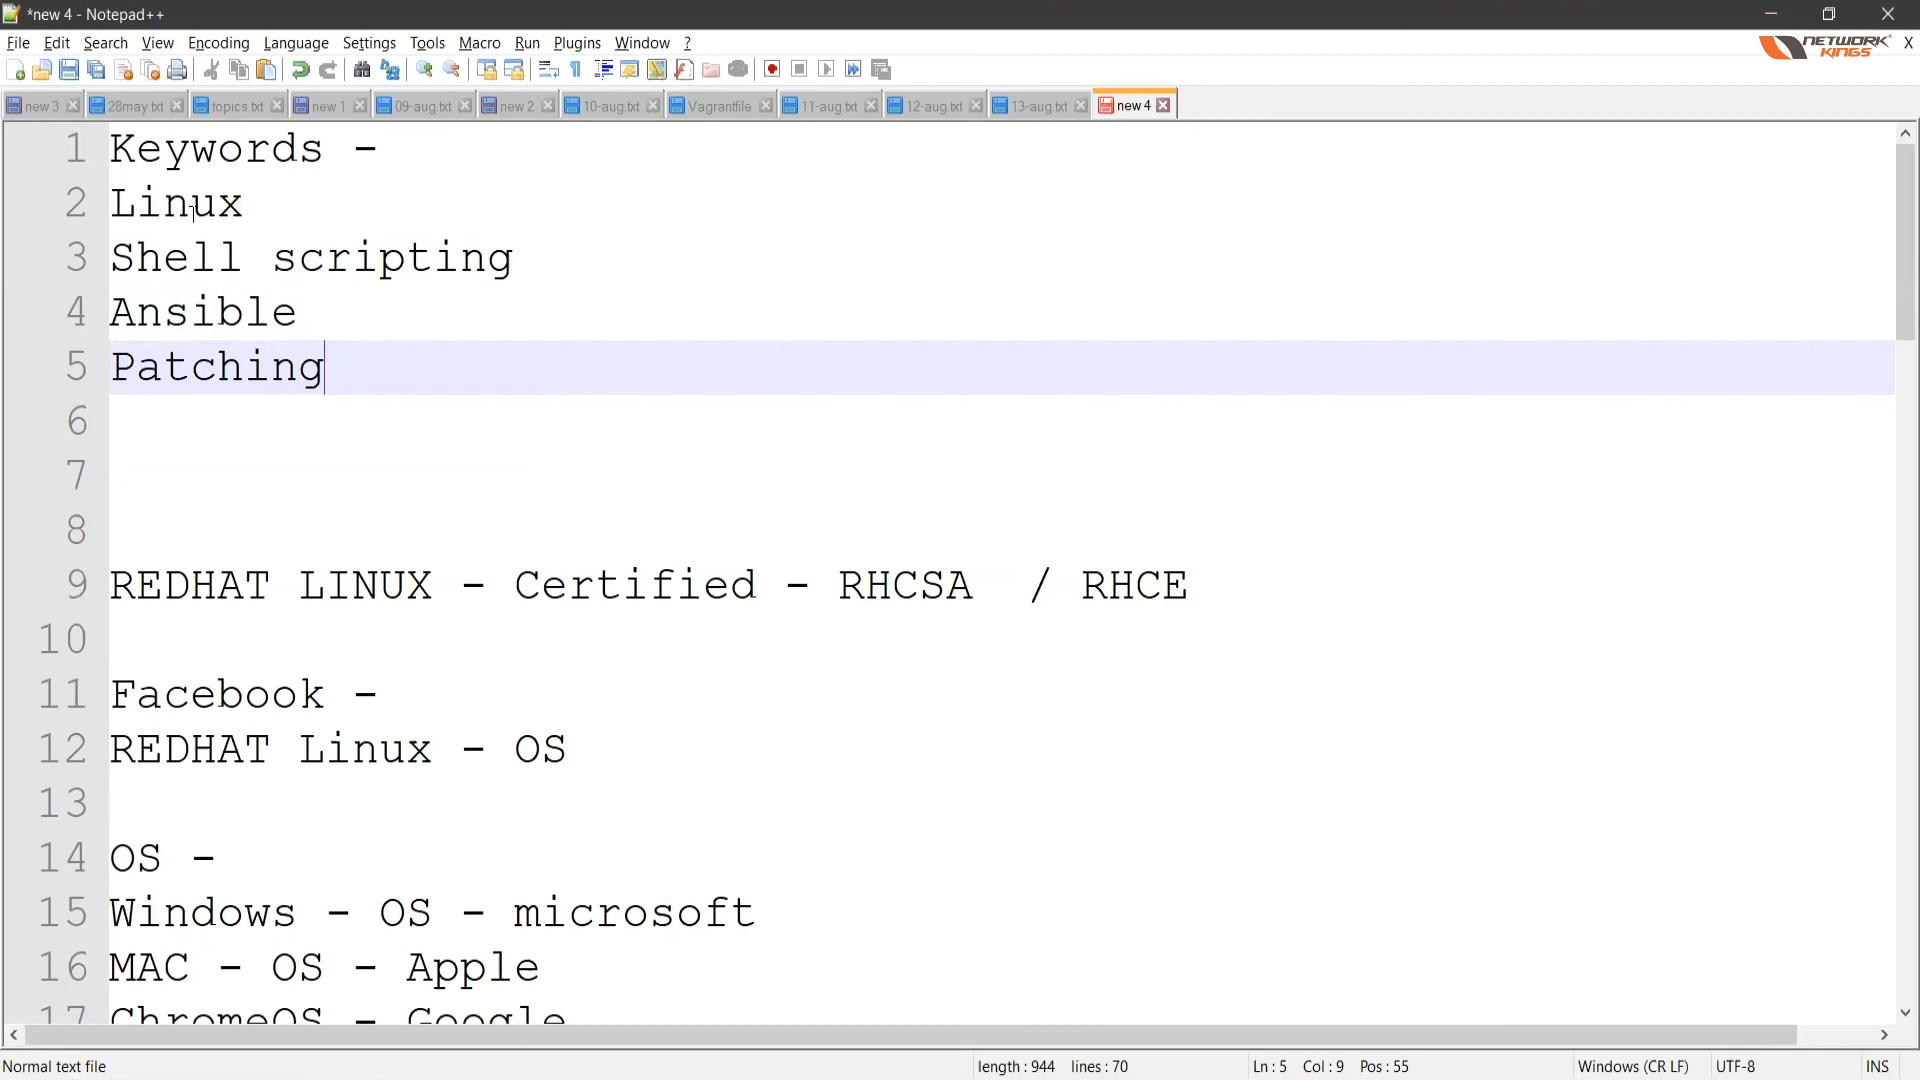 *new 4 - Notepad++
File Edit Search View Encoding Language Settings Tools Macro Run Plugins Window ? X
NETWORK KINGS
new 3 28may.txt topics.txt new 1 09-aug.txt new 2 10-aug.txt Vagrantfile 11-aug.txt 12-aug.txt 13-aug.txt new 4
1 Keywords -
2 Linux
3 Shell scripting
4 Ansible
5 Patching
6
7
8
9 REDHAT LINUX - Certified - RHCSA / RHCE
10
11 Facebook -
12 REDHAT Linux - OS
13
14 OS -
15 Windows - OS - microsoft
16 MAC - OS - Apple
17 ChromeOS - Google
Normal text file length : 944 lines : 70 Ln : 5 Col : 9 Pos : 55 Windows (CR LF) UTF-8 INS